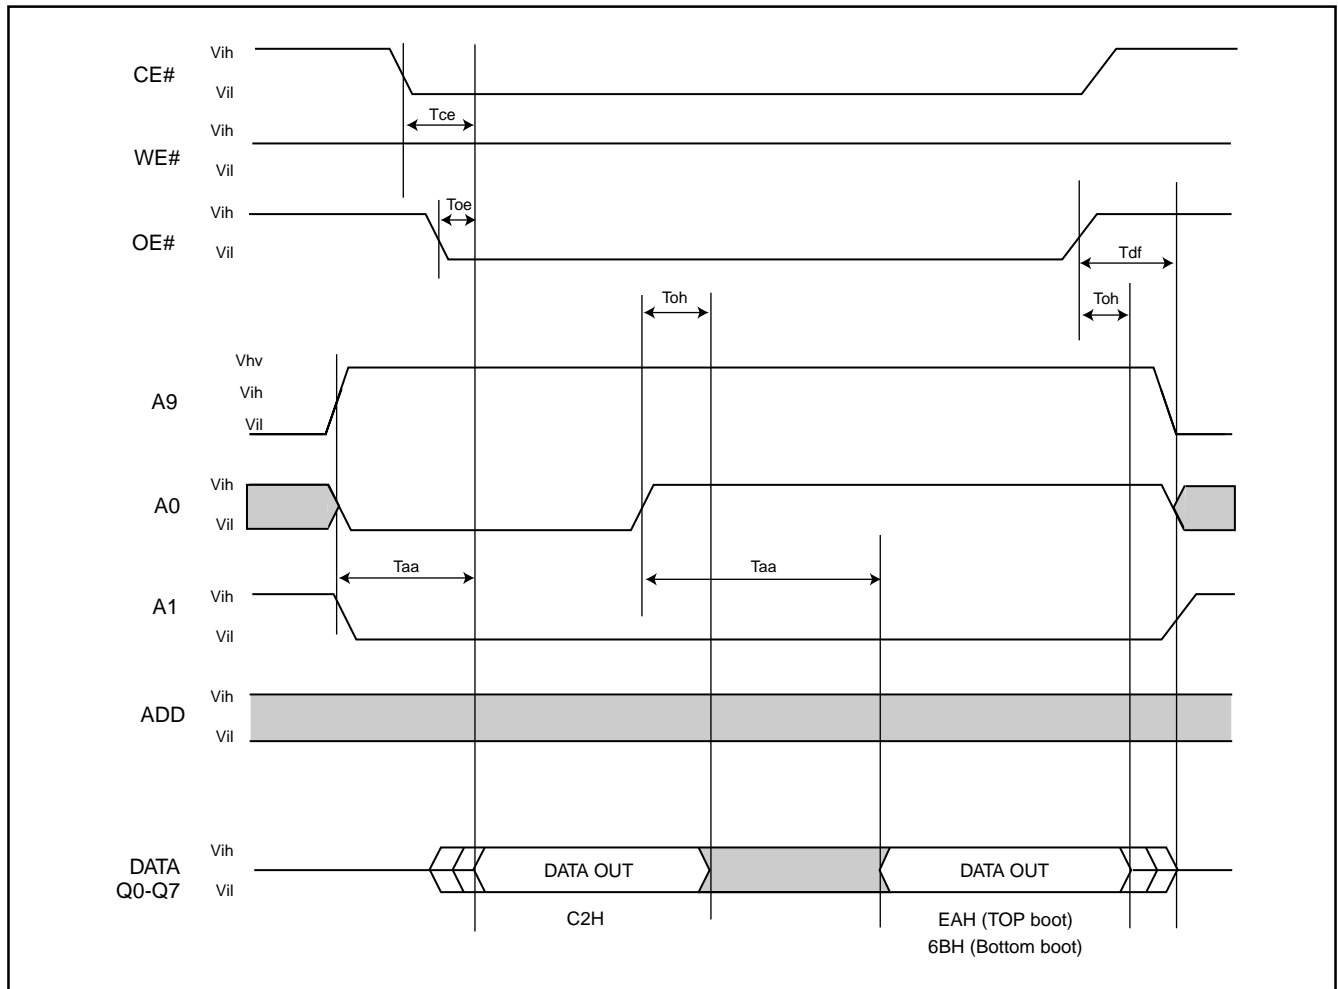 Vih
CE#
Vil
Tce
Vih
WE#
Vil
Toe
Vih
OE#
Vil
Tdf
Toh
Toh
Vhv
A9
Vih
Vil
Vih
A0
Vil
Taa
Taa
Vih
A1
Vil
Vih
ADD
Vil
Vih
DATA
Q0-Q7
Vil
DATA OUT
DATA OUT
C2H
EAH (TOP boot)
6BH (Bottom boot)